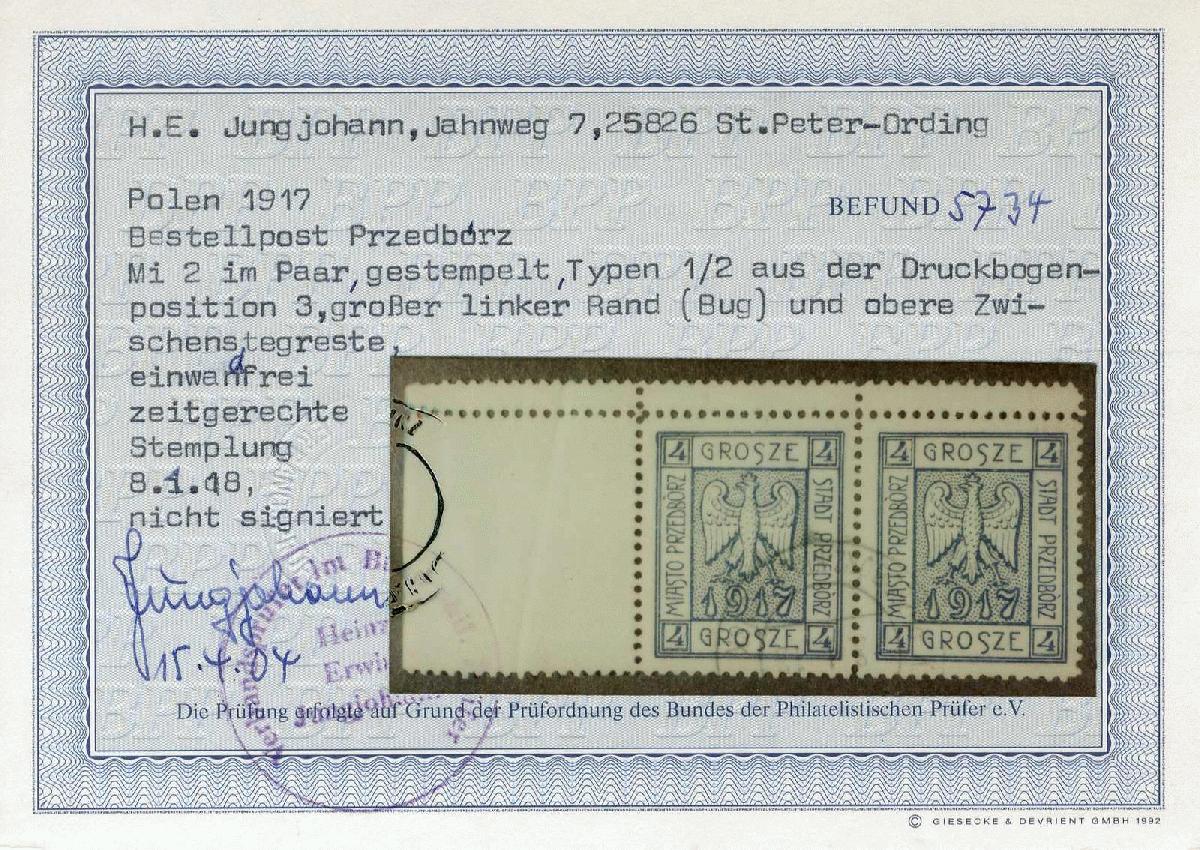 H.E. Jungjohann,Jahnweg 7,25826 St.Peter-Ording
Polen 1917
BEFUND 5734
Bestellpost Przedbórz
Mi 2 im Paar,gestempelt,Typen 1/2 aus der Druckbogen-
position 3,großer linker Rand (Bug) und obere Zwi-
schenstegreste,
einwandfrei
zeitgerechte
Stemplung
8.1.18,
nicht signiert
Jungjohann
15.4.04
4 GROSZE 4
MIASTO PRZEDBÓRZ
STADT PRZEDBÓRZ
1917
4 GROSZE 4
4 GROSZE 4
MIASTO PRZEDBÓRZ
STADT PRZEDBÓRZ
1917
4 GROSZE 4
Heinz
Erwin
Die Prüfung erfolgte auf Grund der Prüfordnung des Bundes der Philatelistischen Prüfer e.V.
© GIESECKE & DEVRIENT GMBH 1992